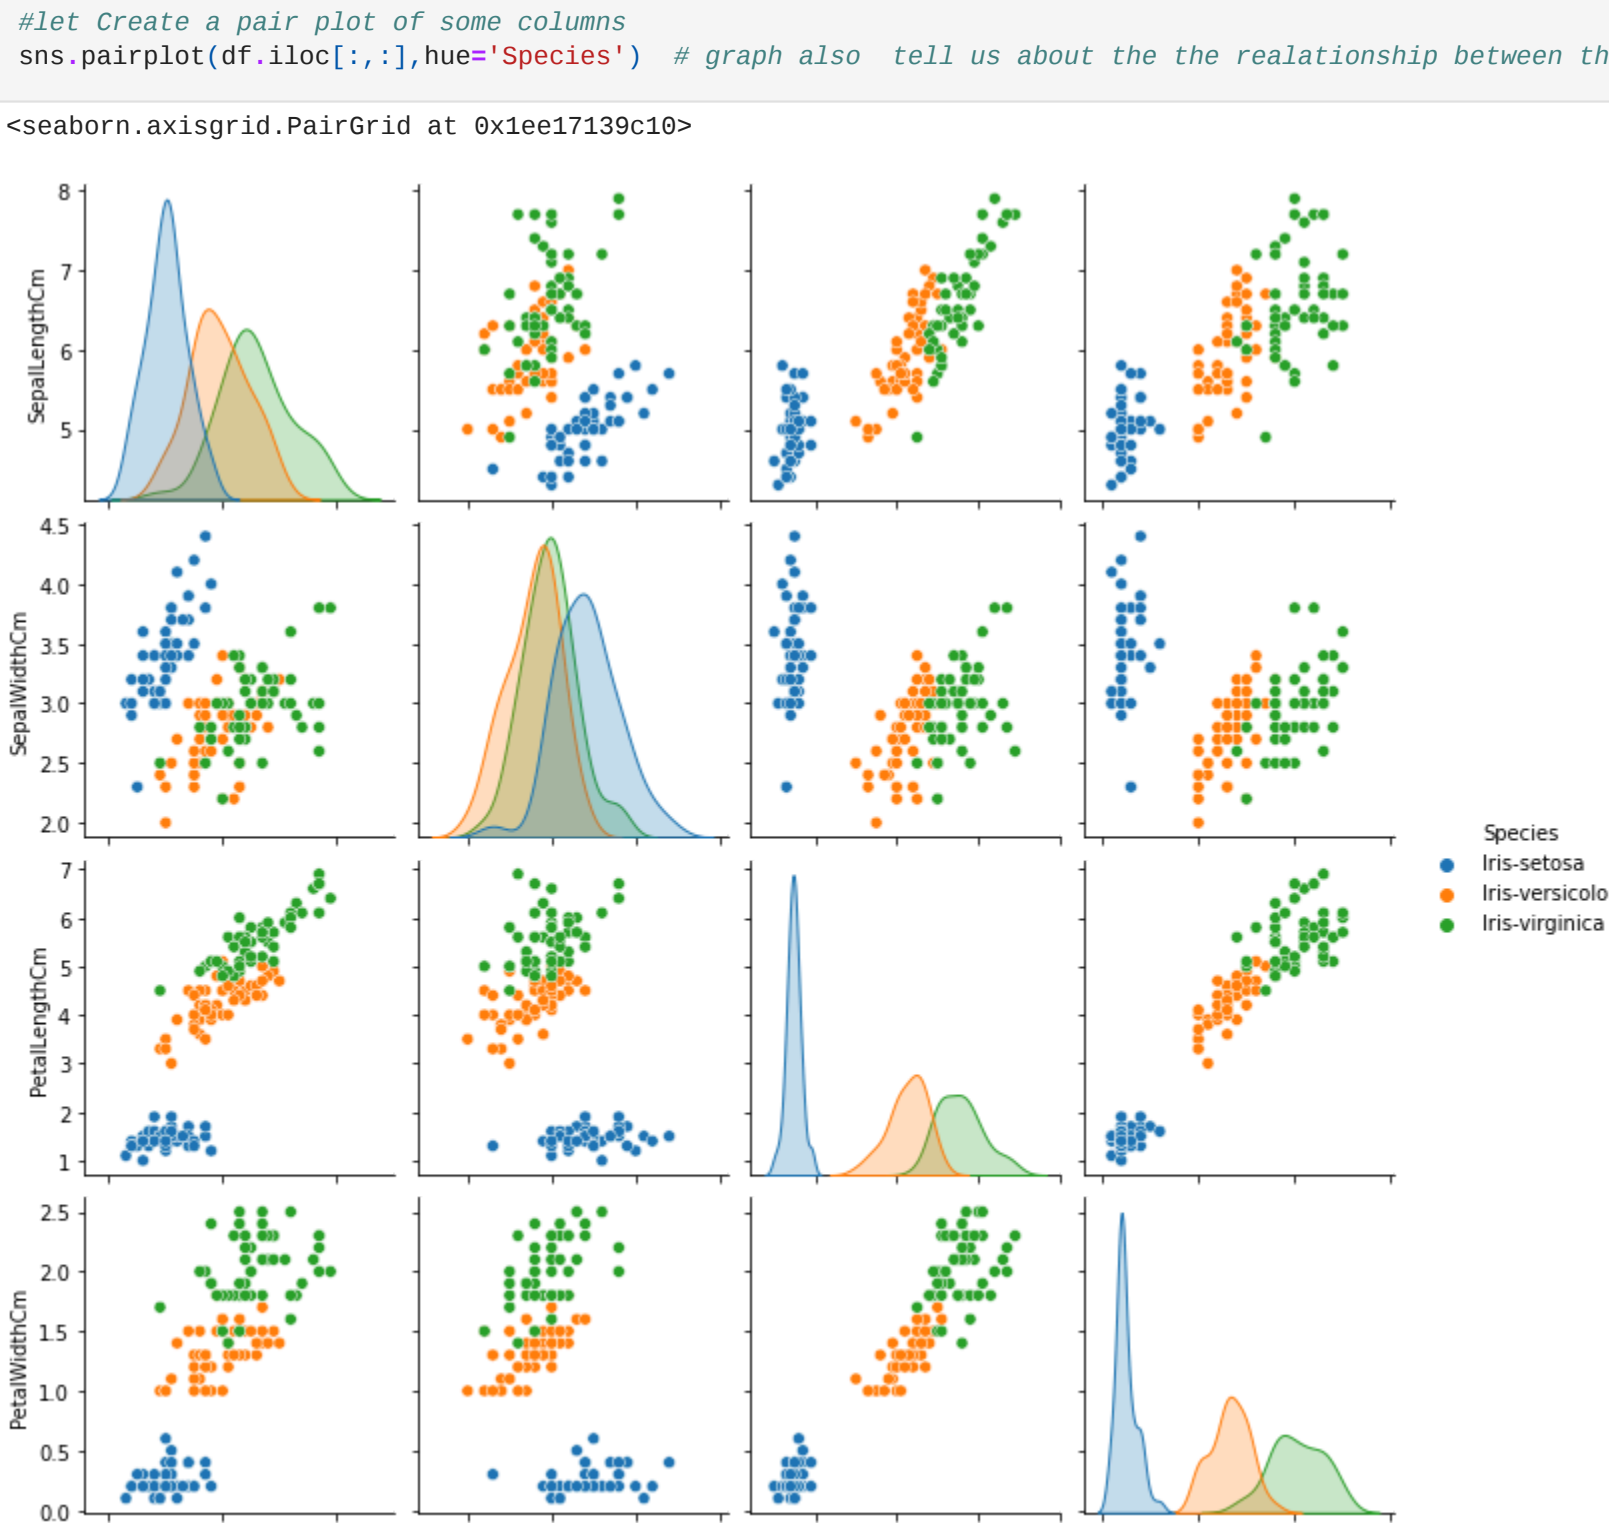 #let Create a pair plot of some columns
sns.pairplot(df.iloc[:,:],hue='Species')  # graph also  tell us about the the realationship between th
<seaborn.axisgrid.PairGrid at 0x1ee17139c10>
8
7
6
5
SepalLengthCm
4.5
4.0
3.5
3.0
2.5
2.0
SepalWidthCm
7
6
5
4
3
2
1
PetalLengthCm
2.5
2.0
1.5
1.0
0.5
0.0
PetalWidthCm
Species
Iris-setosa
Iris-versicolo
Iris-virginica